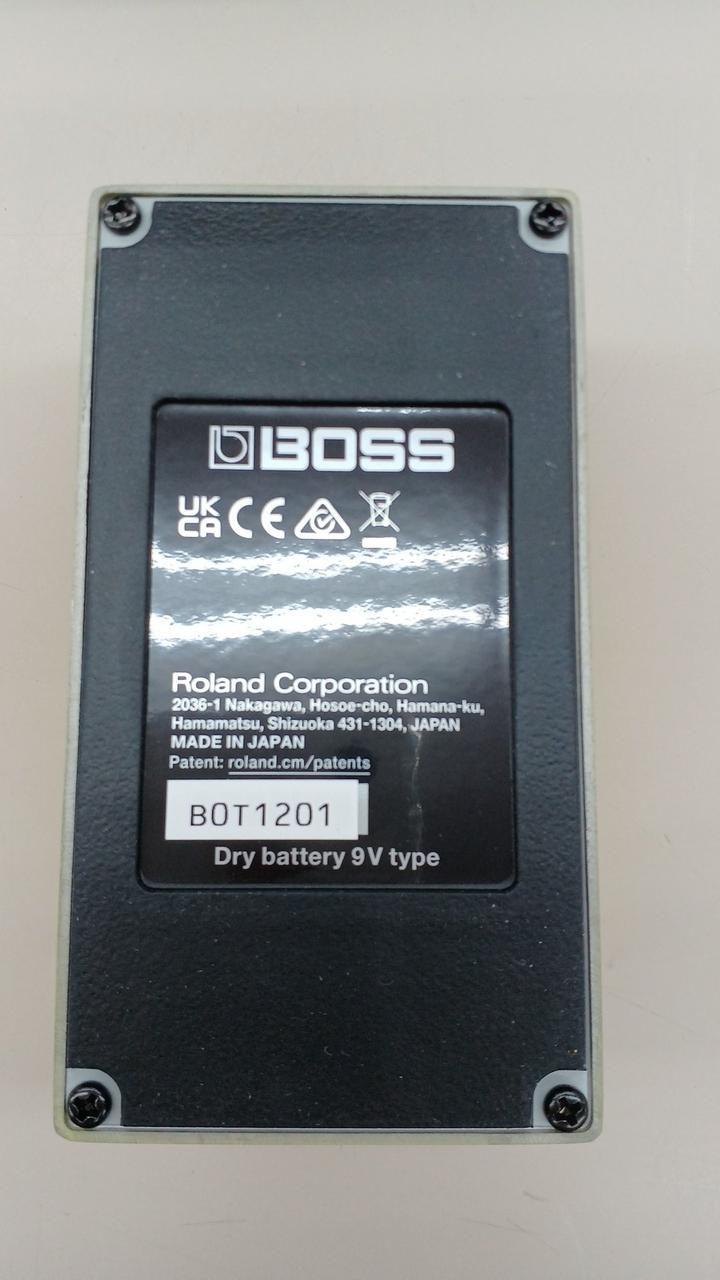 BOSS
UK
CA CE
Roland Corporation
2036-1 Nakagawa, Hosoe-cho, Hamana-ku,
Hamamatsu, Shizuoka 431-1304, JAPAN
MADE IN JAPAN
Patent: roland.cm/patents
B0T1201
Dry battery 9V type